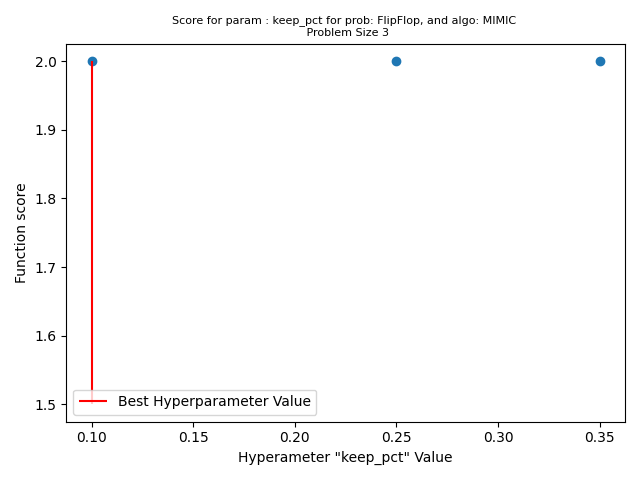 Score for param : keep_pct for prob: FlipFlop, and algo: MIMIC
Problem Size 3
2.0
1.9
1.8
1.7
1.6
1.5
Function score
Best Hyperparameter Value
0.10
0.15
0.20
0.25
0.30
0.35
Hyperameter "keep_pct" Value